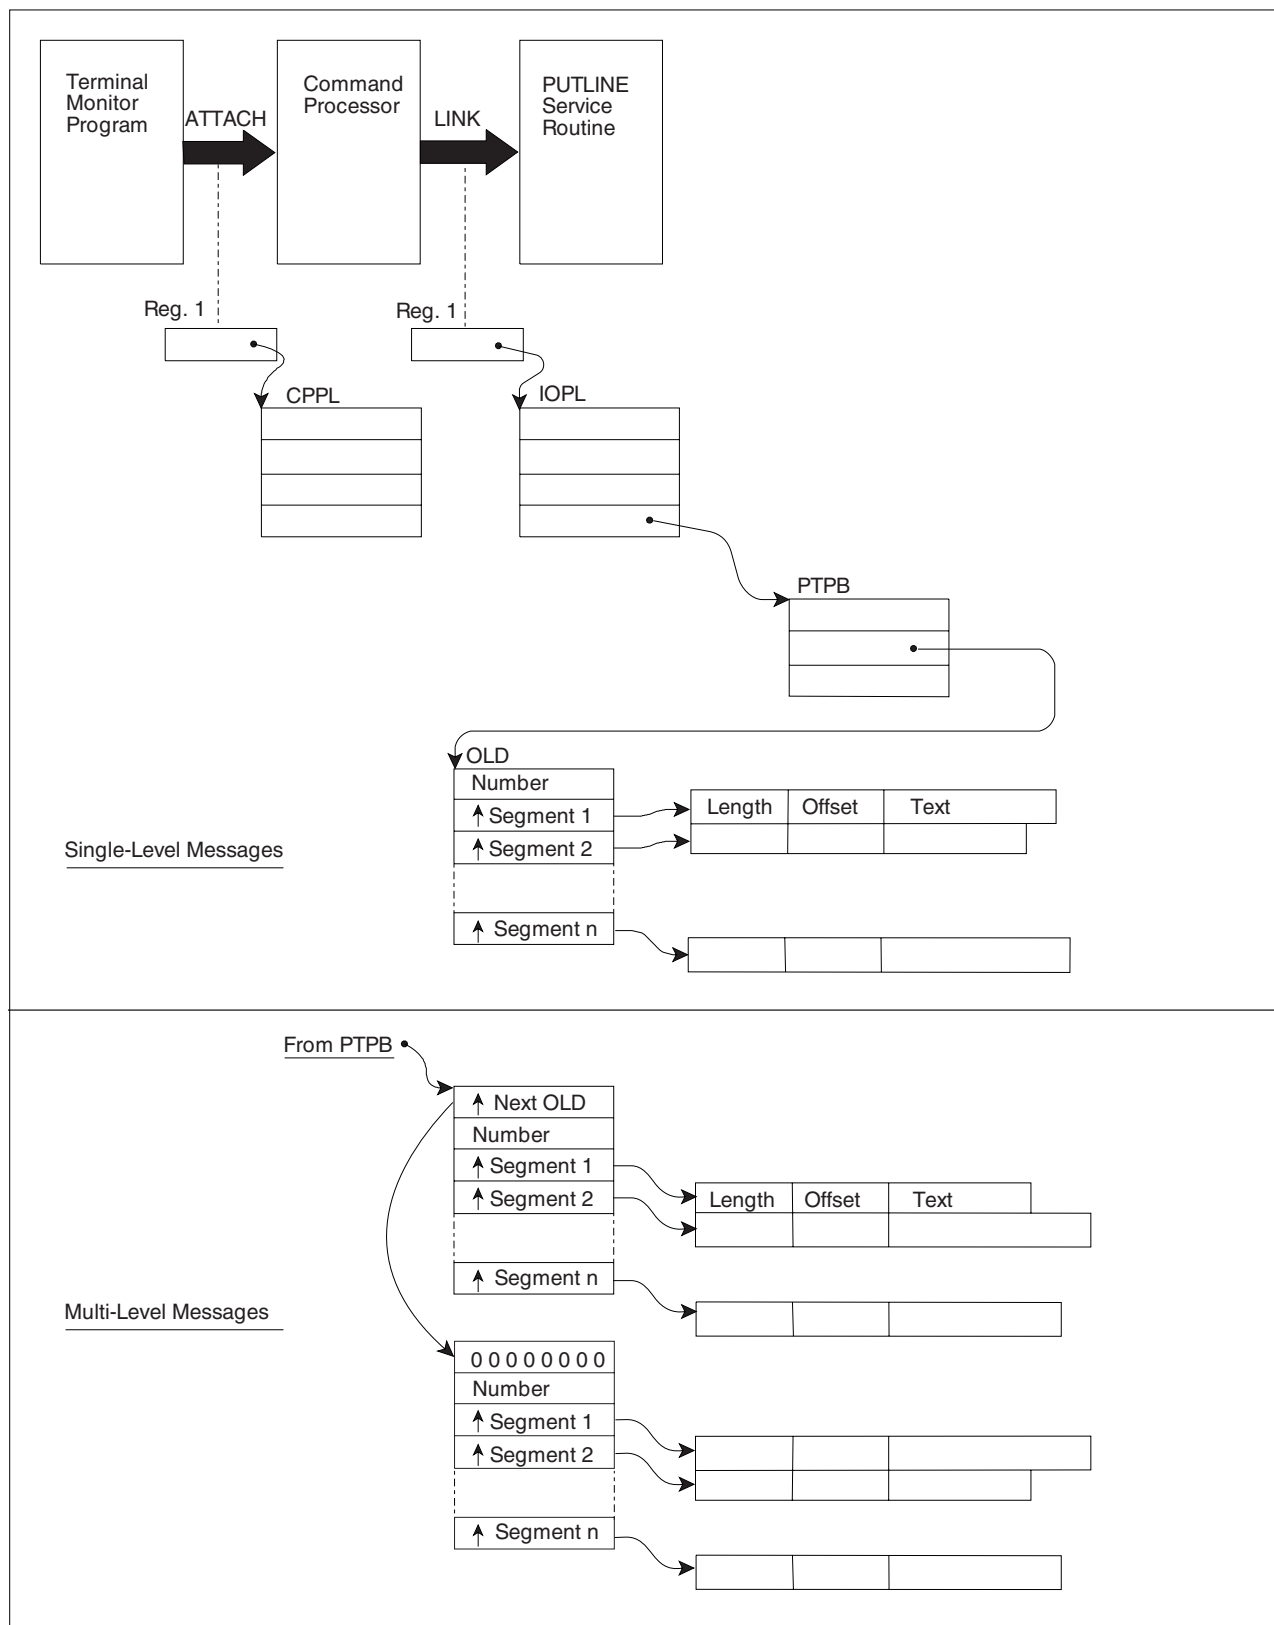 Terminal
Monitor
Program
ATTACH
Command
Processor
LINK
PUTLINE
Service
Routine
Reg. 1
Reg. 1
CPPL
IOPL
PTPB
OLD
Number
Segment 1
Length Offset Text
Segment 2
Single-Level Messages
Segment n
From PTPB
Next OLD
Number
Segment 1
Segment 2
Length Offset Text
Segment n
Multi-Level Messages
0 0 0 0 0 0 0 0
Number
Segment 1
Segment 2
Segment n